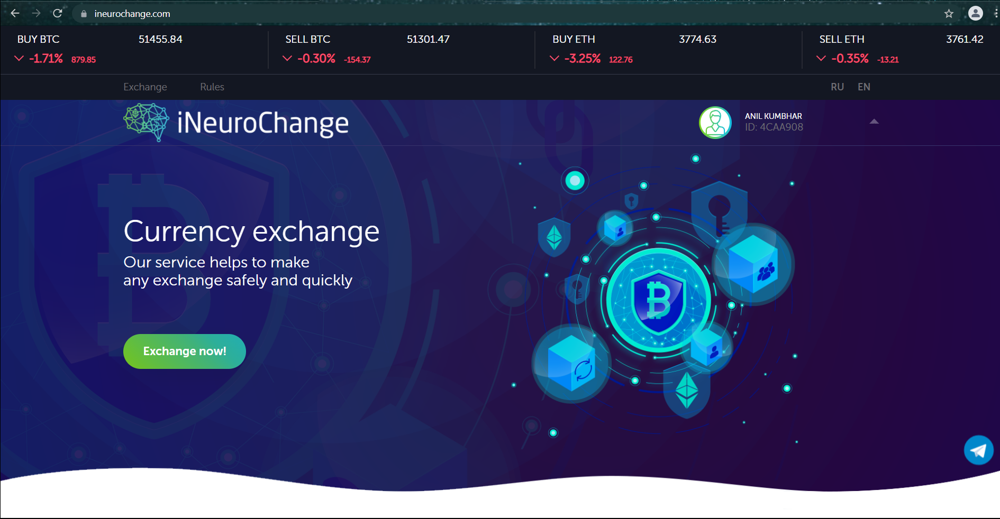 ineurochange.com
BUY BTC 51455.84
-1.71% 879.85
SELL BTC 51301.47
-0.30% -154.37
BUY ETH 3774.63
-3.25% 122.76
SELL ETH 3761.42
-0.35% -13.21
Exchange Rules RU EN
iNeuroChange
ANIL KUMBHAR
ID: 4CAA908
Currency exchange
Our service helps to make
any exchange safely and quickly
Exchange now!